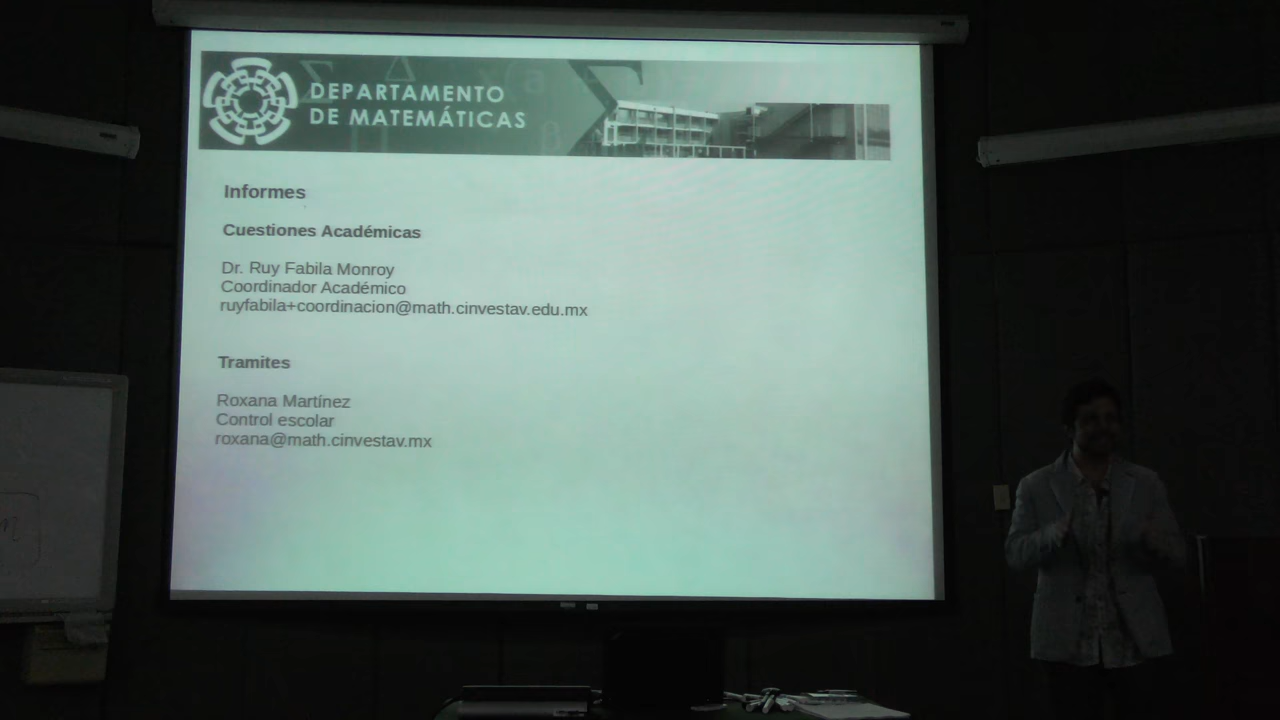 DEPARTAMENTO
DE MATEMÁTICAS
Informes
Cuestiones Académicas
Dr. Ruy Fabila Monroy
Coordinador Académico
ruyfabila+coordinacion@math.cinvestav.edu.mx
Tramites
Roxana Martínez
Control escolar
roxana@math.cinvestav.mx